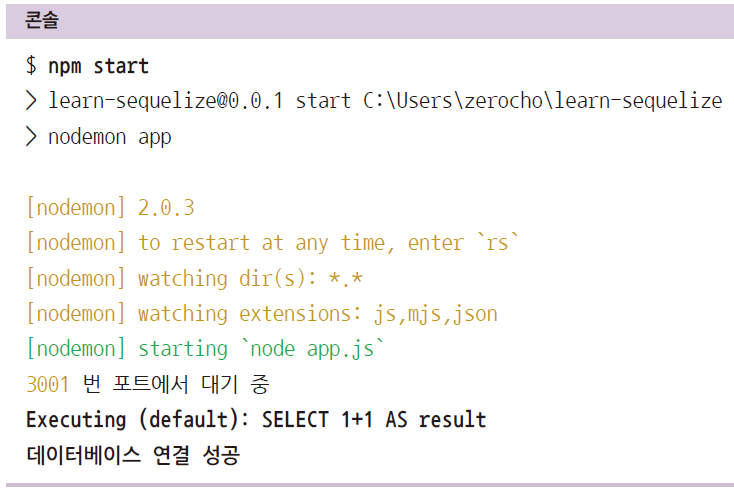 콘솔
$ npm start
> learn-sequelize@0.0.1 start C:\Users\zerocho\learn-sequelize
> nodemon app
[nodemon] 2.0.3
[nodemon] to restart at any time, enter `rs`
[nodemon] watching dir(s): *.*
[nodemon] watching extensions: js,mjs,json
[nodemon] starting `node app.js`
3001 번 포트에서 대기 중
Executing (default): SELECT 1+1 AS result
데이터베이스 연결 성공